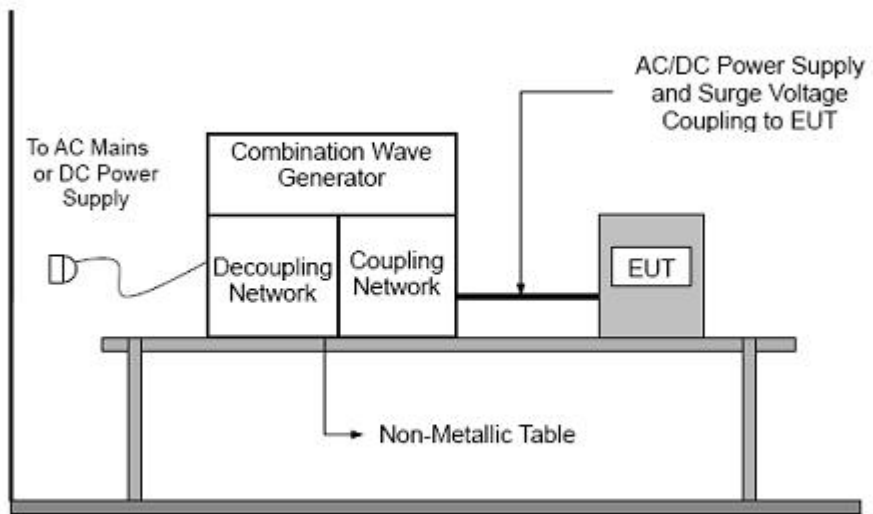 AC/DC Power Supply
and Surge Voltage
Coupling to EUT
To AC Mains
or DC Power
Supply
Combination Wave
Generator
Decoupling
Network
Coupling
Network
EUT
Non-Metallic Table